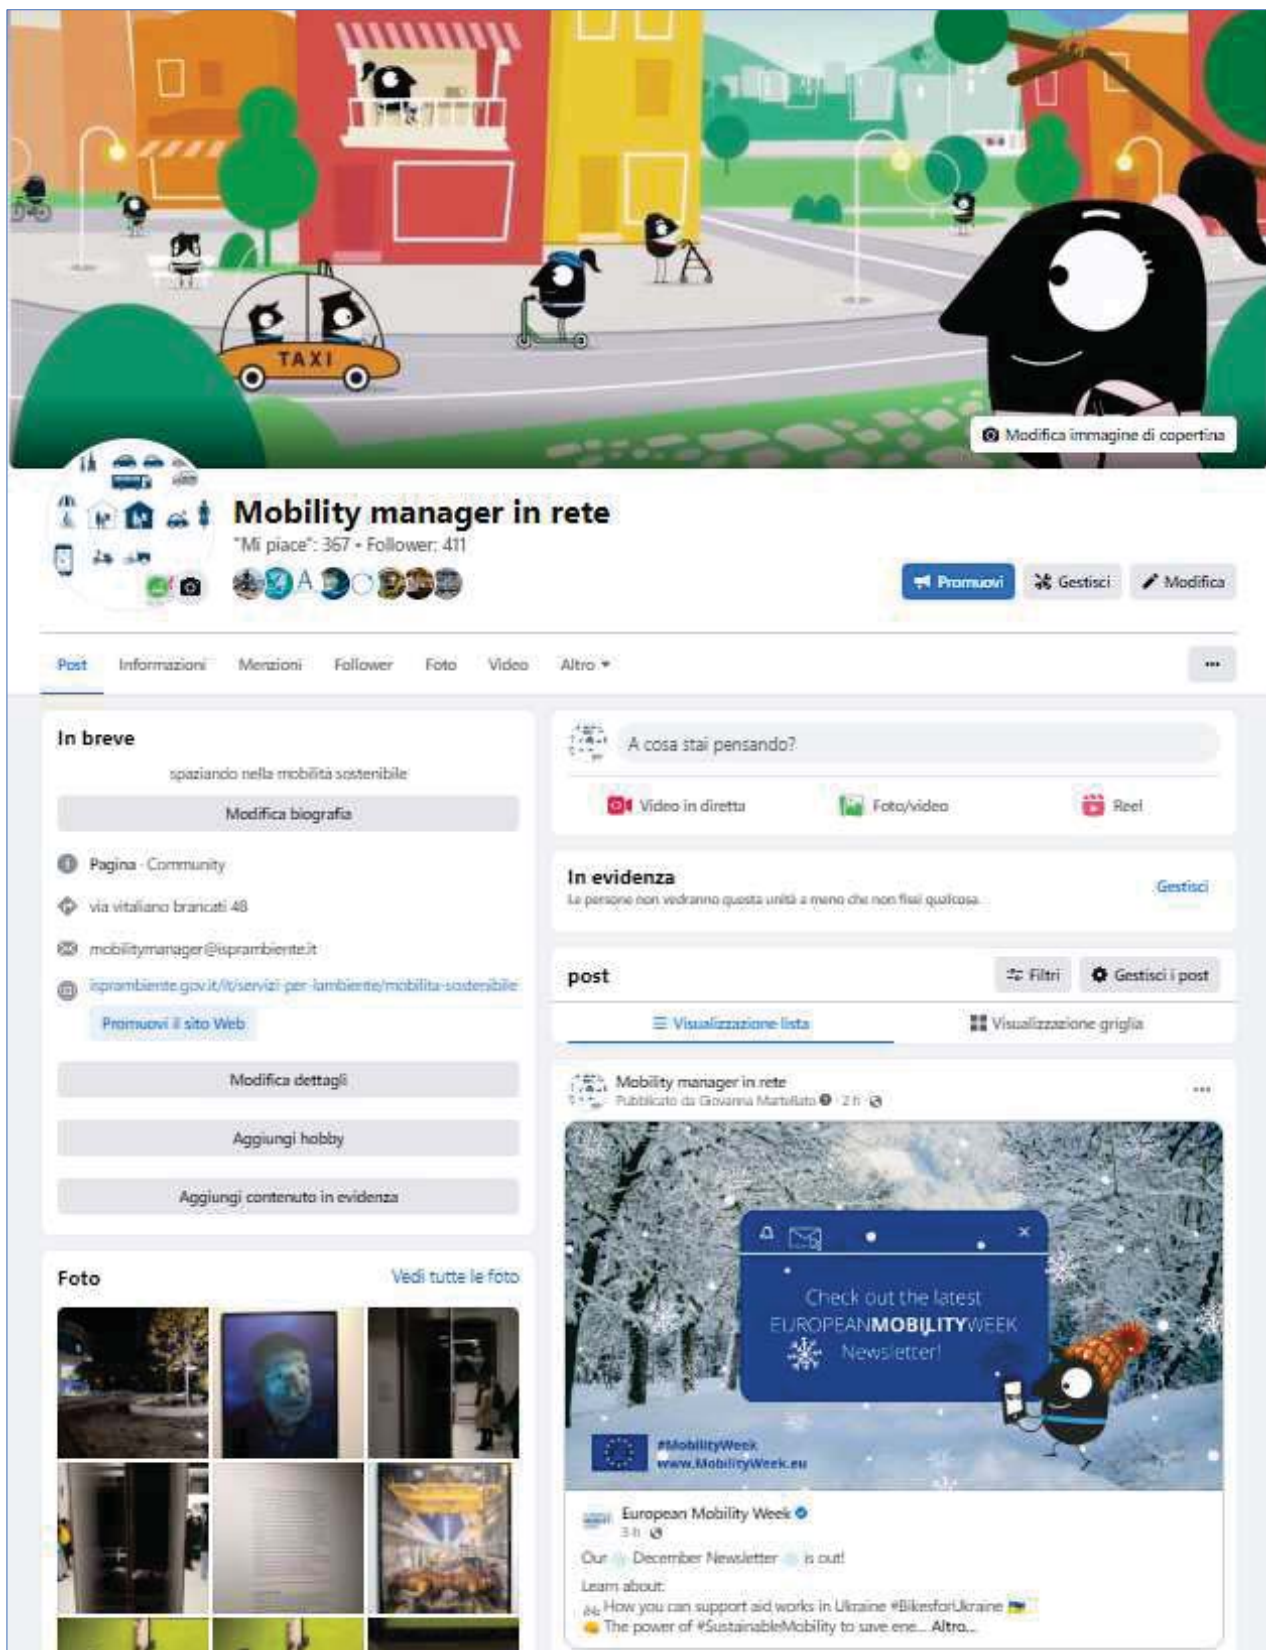 TAXI
Modifica immagine di copertina
Mobility manager in rete
"Mi piace": 367 • Follower: 411
Promuovi
Gestisci
Modifica
Post
Informazioni
Menzioni
Follower
Foto
Video
Altro
In breve
spaziando nella mobilità sostenibile
Modifica biografia
Pagina · Community
via vitaliano brancati 48
mobilitymanager@isprambiente.it
isprambiente.gov.it/it/servizi-per-lambiente/mobilita-sostenibile
Promuovi il sito Web
Modifica dettagli
Aggiungi hobby
Aggiungi contenuto in evidenza
Foto
Vedi tutte le foto
A cosa stai pensando?
Video in diretta
Foto/video
Reel
In evidenza
Gestisci
Le persone non vedranno questa unità a meno che non fissi qualcosa.
post
Filtri
Gestisci i post
Visualizzazione lista
Visualizzazione griglia
Mobility manager in rete
Pubblicato da Giovanna Martellato · 2 h ·
Check out the latest
EUROPEANMOBILITYWEEK
Newsletter!
#MobilityWeek
www.MobilityWeek.eu
European Mobility Week
3 h
Our December Newsletter is out!
Learn about:
How you can support aid works in Ukraine #BikesforUkraine
The power of #SustainableMobility to save ene... Altro...